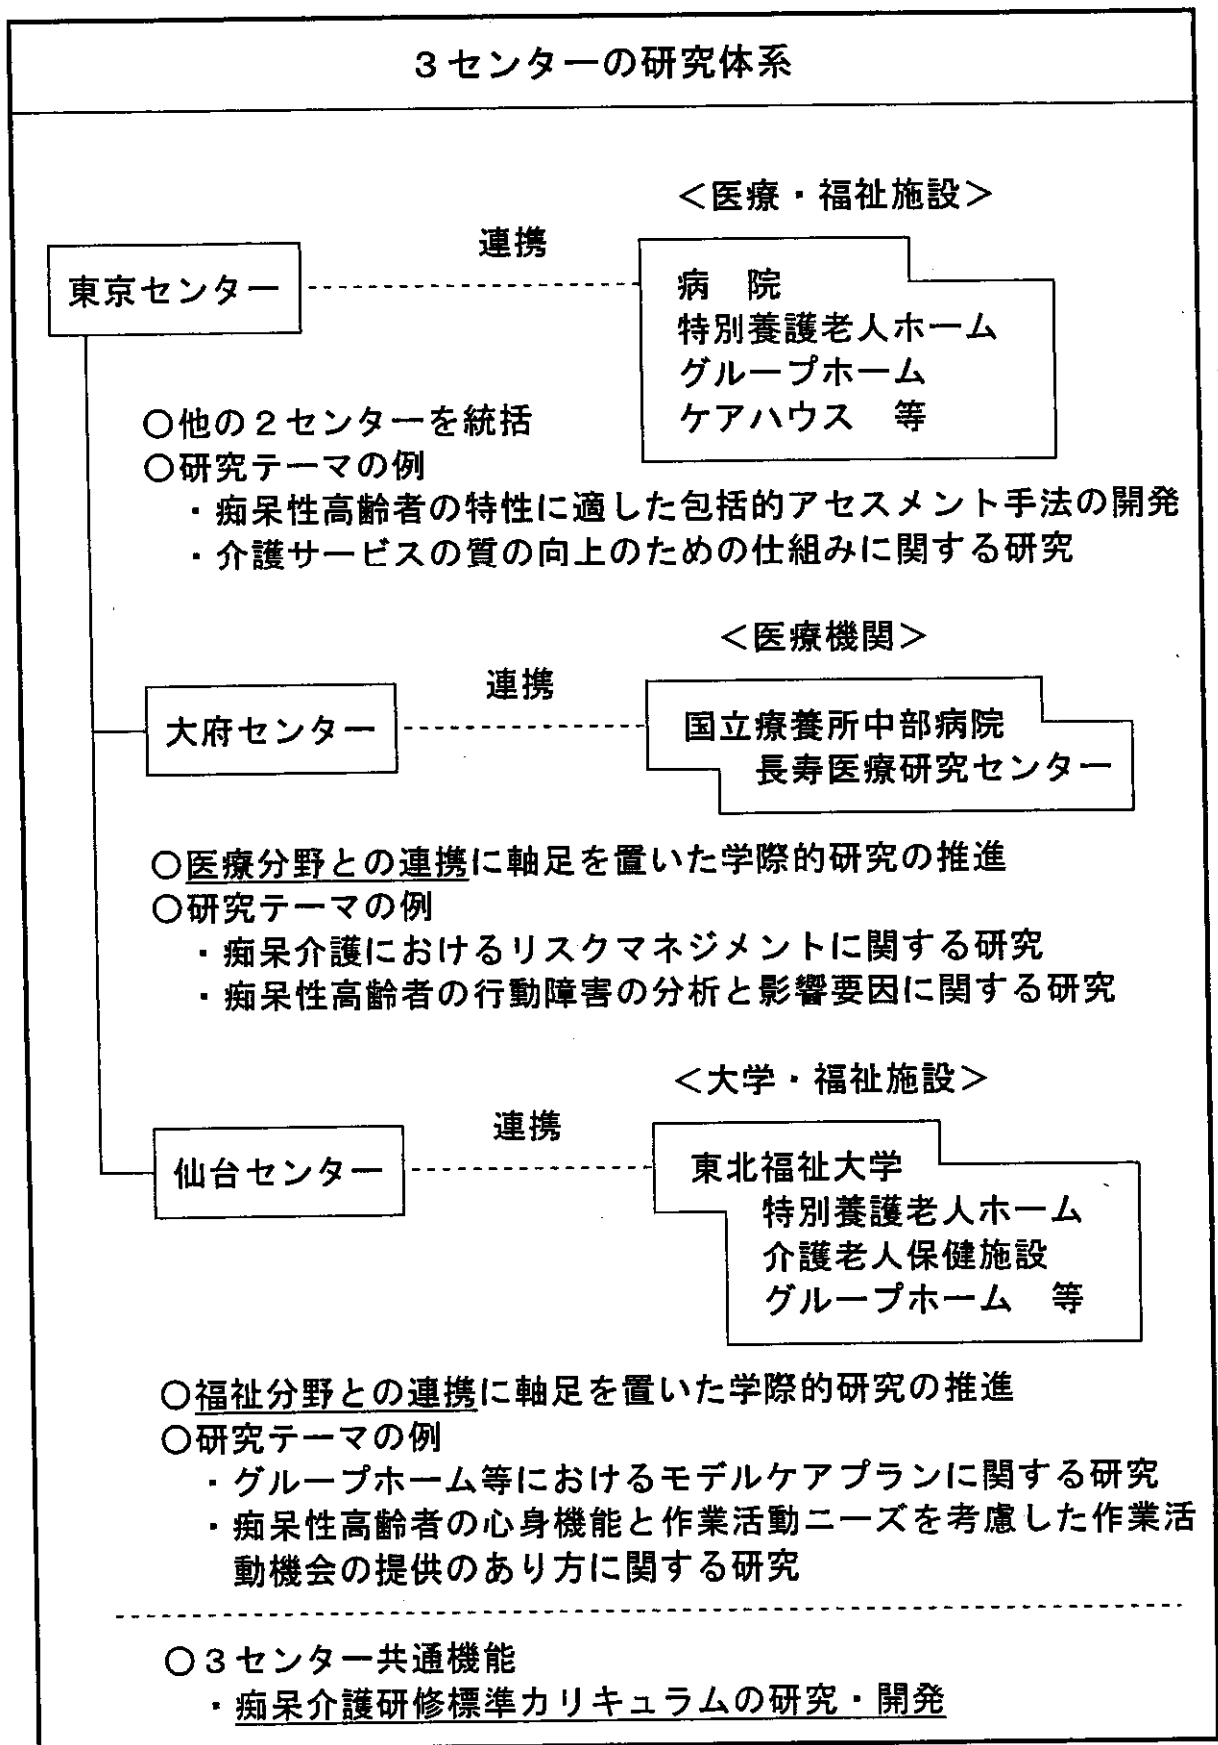 3センターの研究体系
＜医療・福祉施設＞
連携
東京センター
病　院
特別養護老人ホーム
グループホーム
ケアハウス　等
○他の2センターを統括
○研究テーマの例
・痴呆性高齢者の特性に適した包括的アセスメント手法の開発
・介護サービスの質の向上のための仕組みに関する研究
＜医療機関＞
連携
大府センター
国立療養所中部病院
長寿医療研究センター
○医療分野との連携に軸足を置いた学際的研究の推進
○研究テーマの例
・痴呆介護におけるリスクマネジメントに関する研究
・痴呆性高齢者の行動障害の分析と影響要因に関する研究
＜大学・福祉施設＞
連携
仙台センター
東北福祉大学
特別養護老人ホーム
介護老人保健施設
グループホーム　等
○福祉分野との連携に軸足を置いた学際的研究の推進
○研究テーマの例
・グループホーム等におけるモデルケアプランに関する研究
・痴呆性高齢者の心身機能と作業活動ニーズを考慮した作業活
動機会の提供のあり方に関する研究
○3センター共通機能
・痴呆介護研修標準カリキュラムの研究・開発